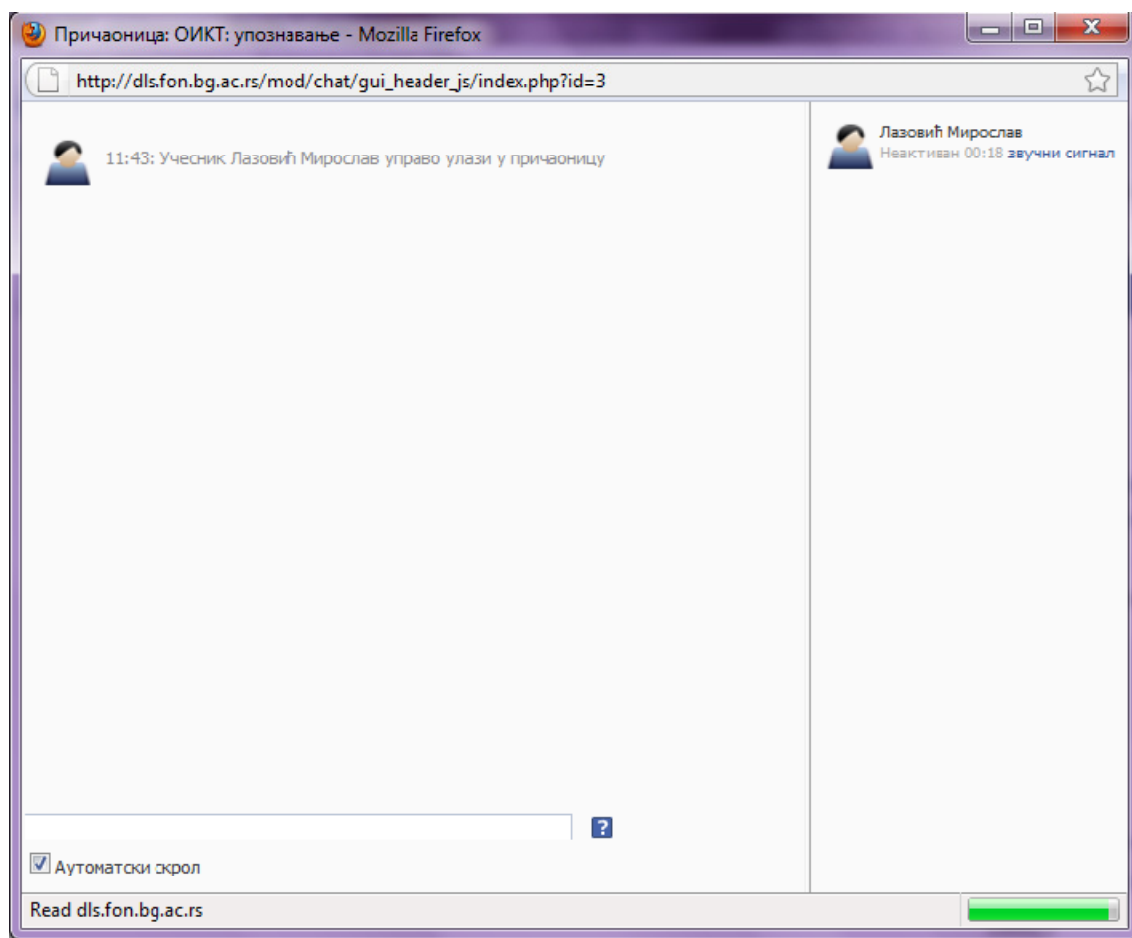 Причаоница: ОИКТ: упознавање - Mozilla Firefox
http://dls.fon.bg.ac.rs/mod/chat/gui_header_js/index.php?id=3
11:43: Учесник Лазовић Мирослав управо улази у причаоницу
Лазовић Мирослав
Неактиван 00:18 звучни сигнал
?
Аутоматски скрол
Read dls.fon.bg.ac.rs